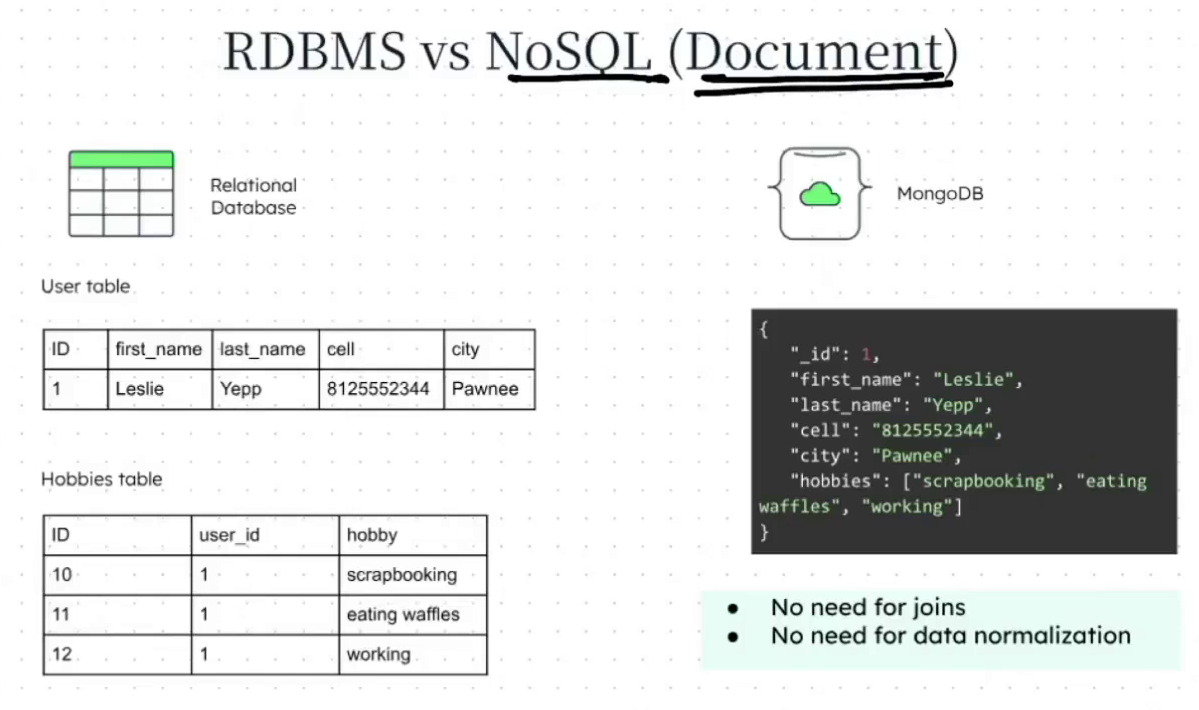 RDBMS vs NoSQL (Document)
Relational
Database
MongoDB
User table
ID first_name last_name cell city
1 Leslie Yepp 8125552344 Pawnee
Hobbies table
ID user_id hobby
10 1 scrapbooking
11 1 eating waffles
12 1 working
{
"_id": 1,
"first_name": "Leslie",
"last_name": "Yepp",
"cell": "8125552344",
"city": "Pawnee",
"hobbies": ["scrapbooking", "eating
waffles", "working"]
}
● No need for joins
● No need for data normalization